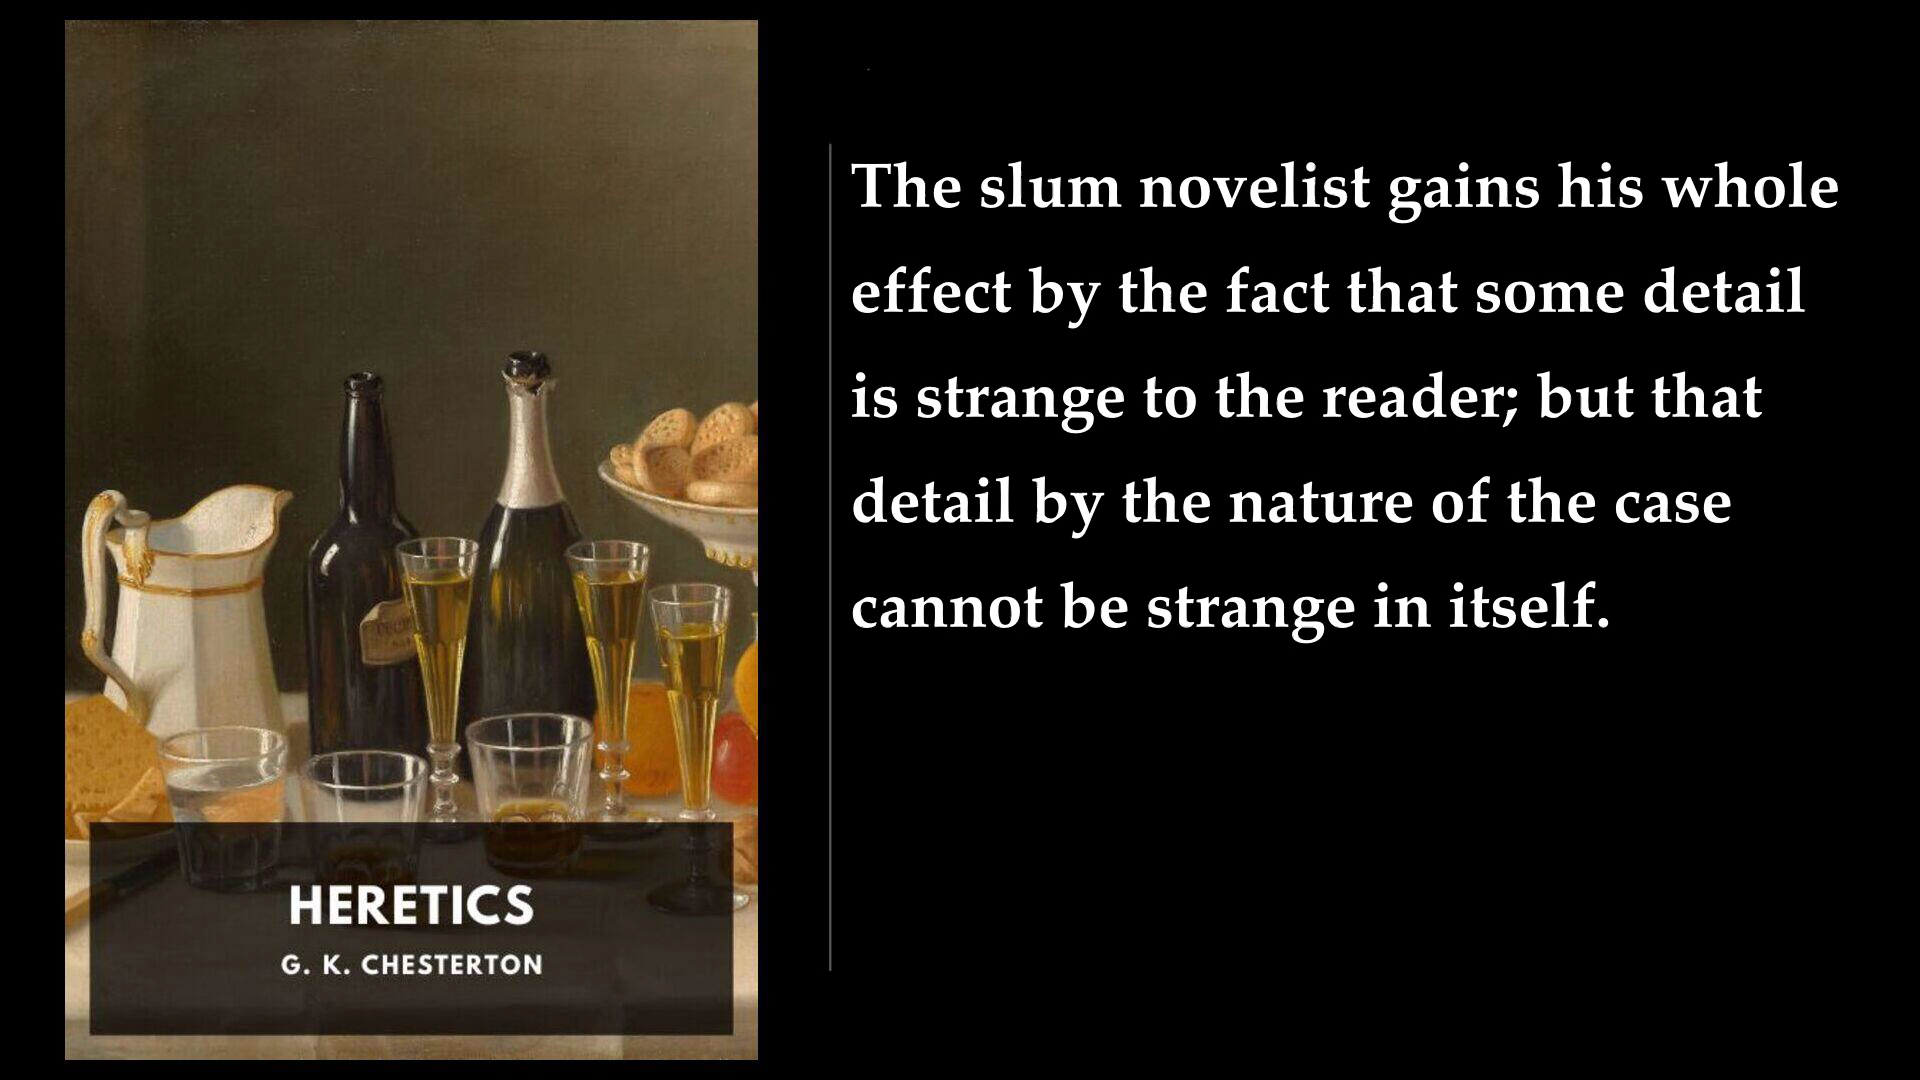 The slum novelist gains his whole
effect by the fact that some detail
is strange to the reader; but that
detail by the nature of the case
cannot be strange in itself.
HERETICS
G. K. CHESTERTON